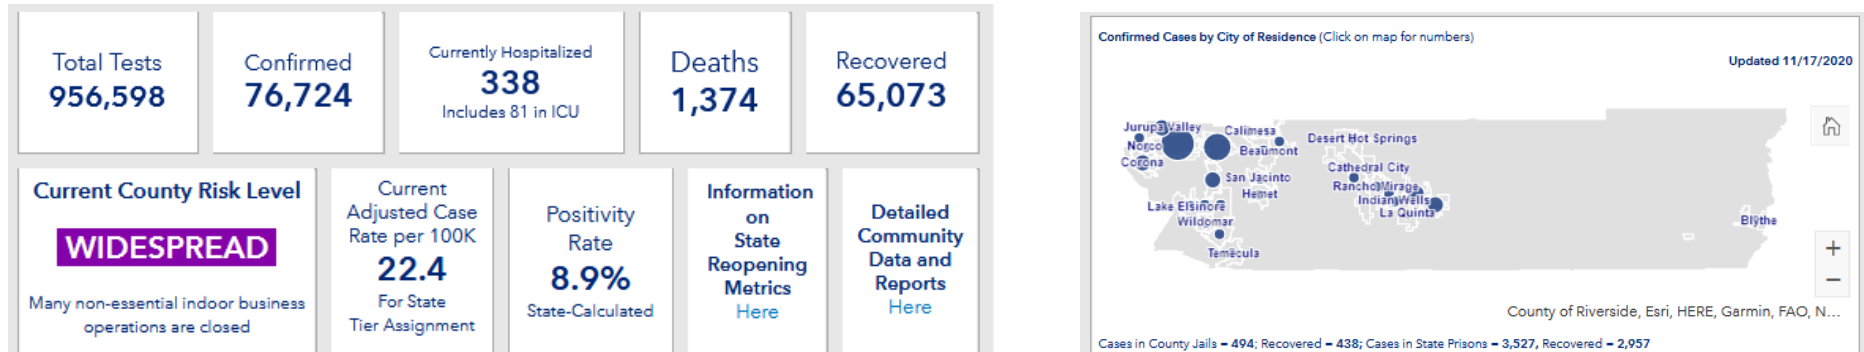 Total Tests
956,598
Confirmed
76,724
Currently Hospitalized
338
Includes 81 in ICU
Deaths
1,374
Recovered
65,073
Current County Risk Level
WIDESPREAD
Many non-essential indoor business
operations are closed
Current
Adjusted Case
Rate per 100K
22.4
For State
Tier Assignment
Positivity
Rate
8.9%
State-Calculated
Information
on
State
Reopening
Metrics
Here
Detailed
Community
Data and
Reports
Here
Confirmed Cases by City of Residence (Click on map for numbers)
Updated 11/17/2020
Jurupa Valley
Norco
Corona
Calimesa
Beaumont
Desert Hot Springs
Cathedral City
San Jacinto
Hemet
Rancho Mirage
Indian Wells
La Quinta
Lake Elsinore
Wildomar
Temecula
Blythe
+
−
County of Riverside, Esri, HERE, Garmin, FAO, N...
Cases in County Jails = 494; Recovered = 438; Cases in State Prisons = 3,527, Recovered = 2,957